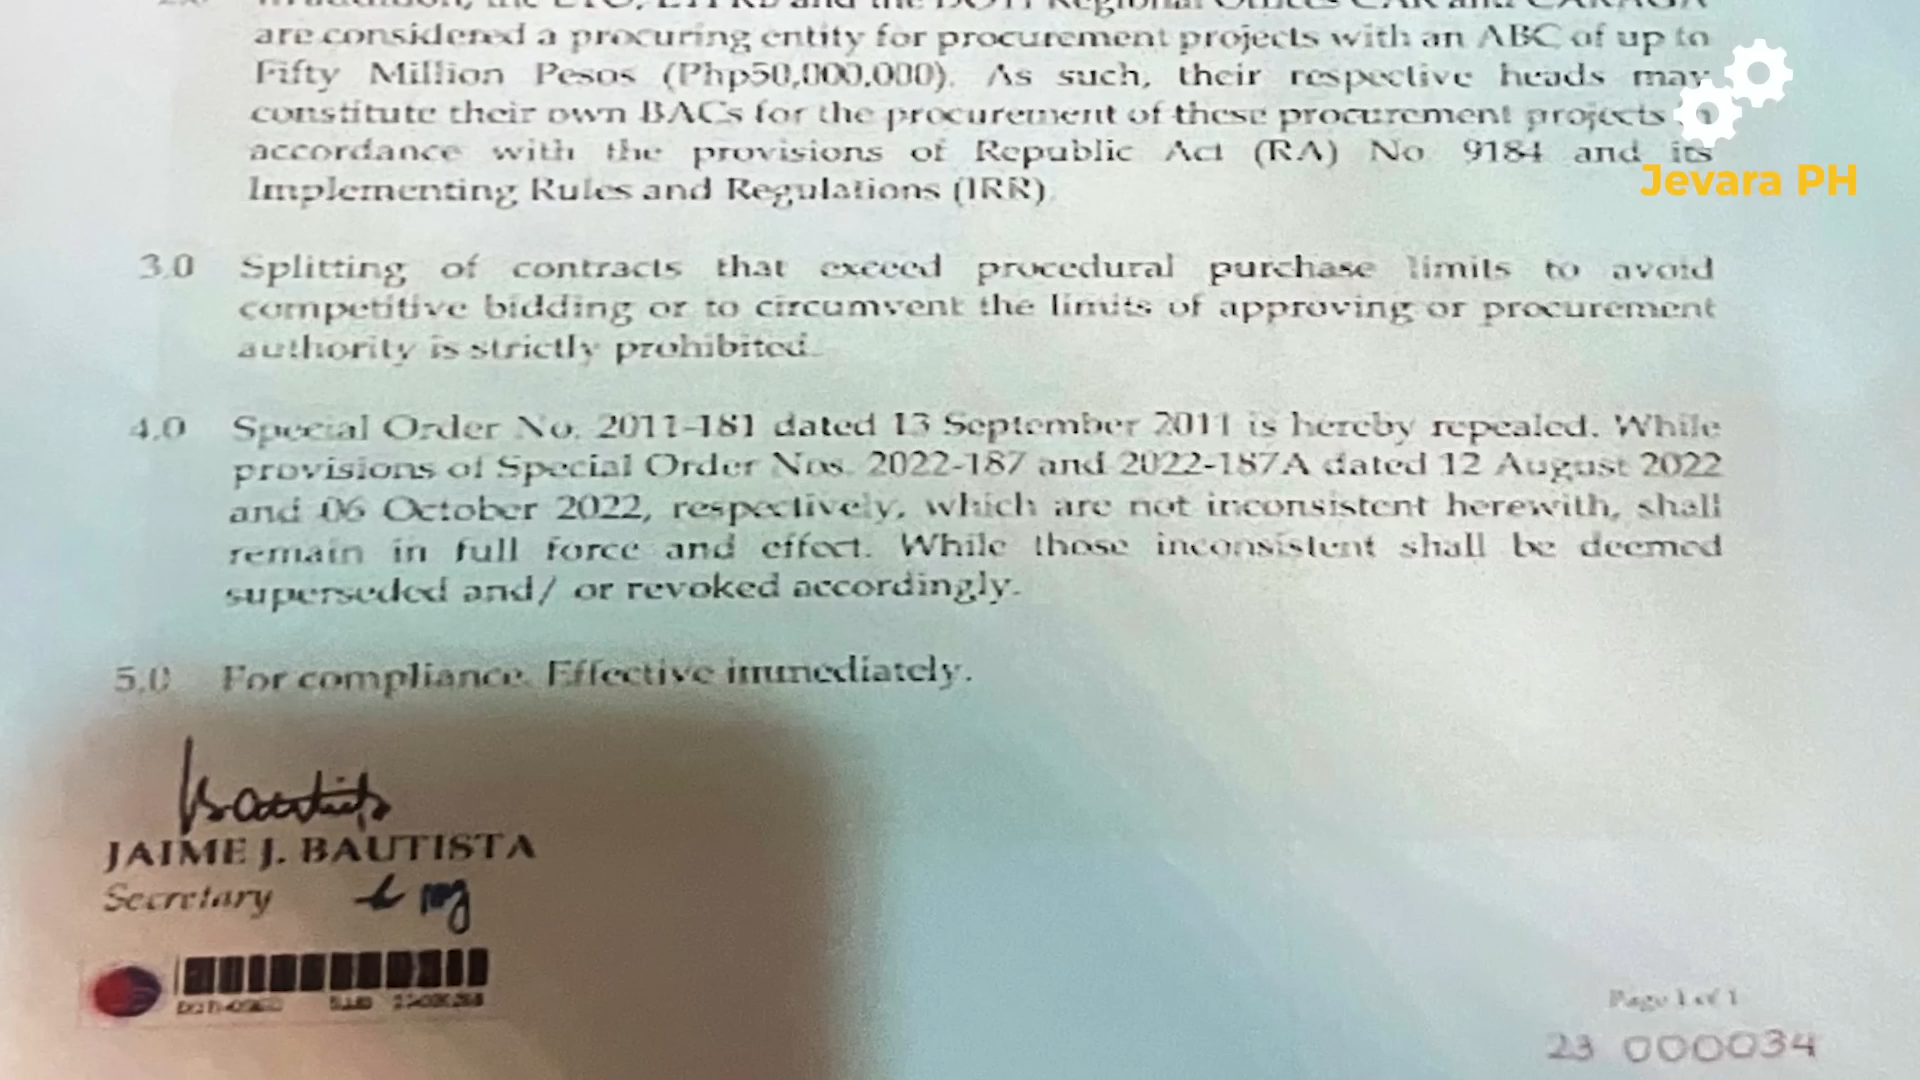 are considered a procuring entity for procurement projects with an ABC of up to
Fifty Million Pesos (Php50,000,000). As such, their respective heads may
constitute their own BACs for the procurement of these procurement projects
accordance with the provisions of Republic Act (RA) No 9184 and its
Implementing Rules and Regulations (IRR)
Jevara PH
3.0 Splitting of contracts that exceed procedural purchase limits to avoid
competitive bidding or to circumvent the limits of approving or procurement
authority is strictly prohibited.
4.0 Special Order No. 2011-181 dated 13 September 2011 is hereby repealed. While
provisions of Special Order Nos. 2022-187 and 2022-187A dated 12 August 2022
and 06 October 2022, respectively, which are not inconsistent herewith, shall
remain in full force and effect. While those inconsistent shall be deemed
superseded and/ or revoked accordingly.
5.0 For compliance. Effective immediately.
Bautista
JAIME J. BAUTISTA
Secretary
Page 1 of 1
23 000034